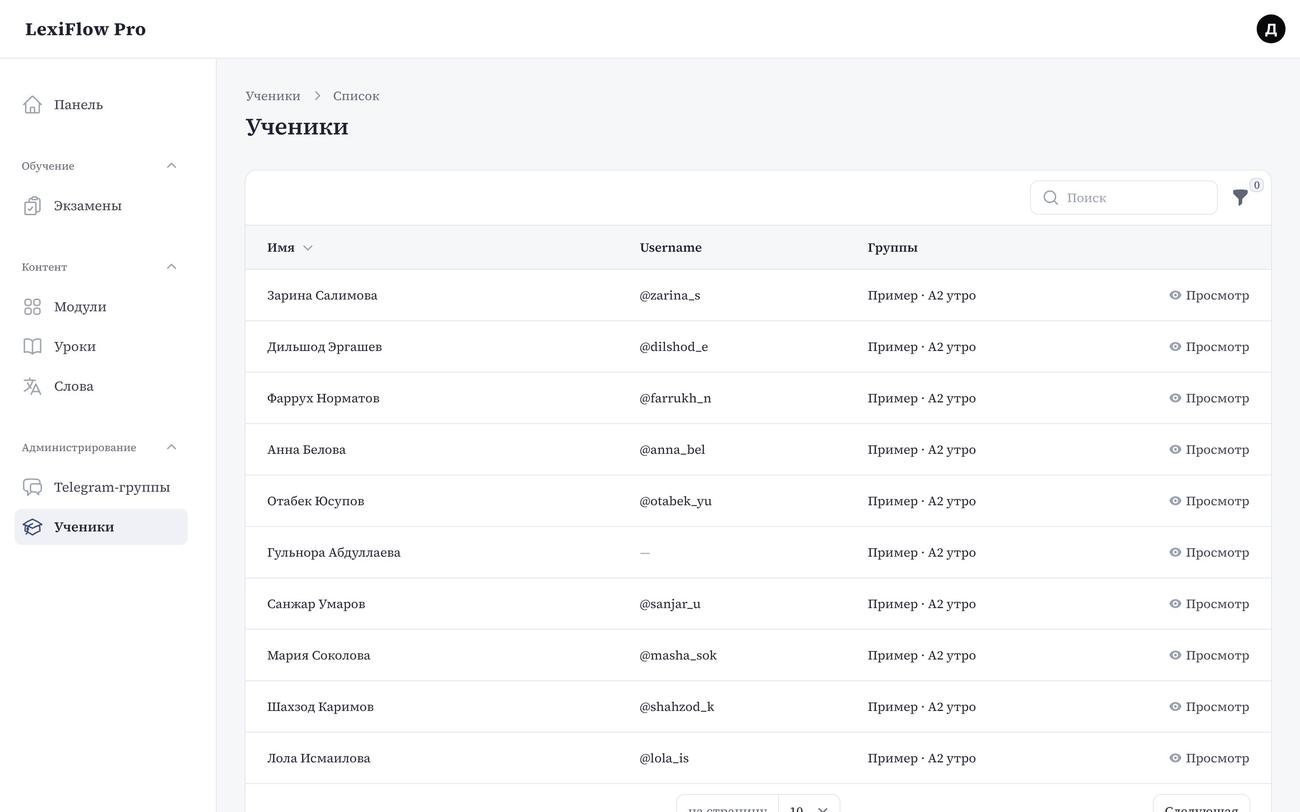 LexiFlow Pro
Д
Панель
Обучение
Экзамены
Контент
Модули
Уроки
Слова
Администрирование
Telegram-группы
Ученики
Ученики > Список
Ученики
Поиск
0
Имя Username Группы
Зарина Салимова @zarina_s Пример · A2 утро Просмотр
Дильшод Эргашев @dilshod_e Пример · A2 утро Просмотр
Фаррух Норматов @farrukh_n Пример · A2 утро Просмотр
Анна Белова @anna_bel Пример · A2 утро Просмотр
Отабек Юсупов @otabek_yu Пример · A2 утро Просмотр
Гульнора Абдуллаева — Пример · A2 утро Просмотр
Санжар Умаров @sanjar_u Пример · A2 утро Просмотр
Мария Соколова @masha_sok Пример · A2 утро Просмотр
Шахзод Каримов @shahzod_k Пример · A2 утро Просмотр
Лола Исмаилова @lola_is Пример · A2 утро Просмотр
на страницу 10 Следующая